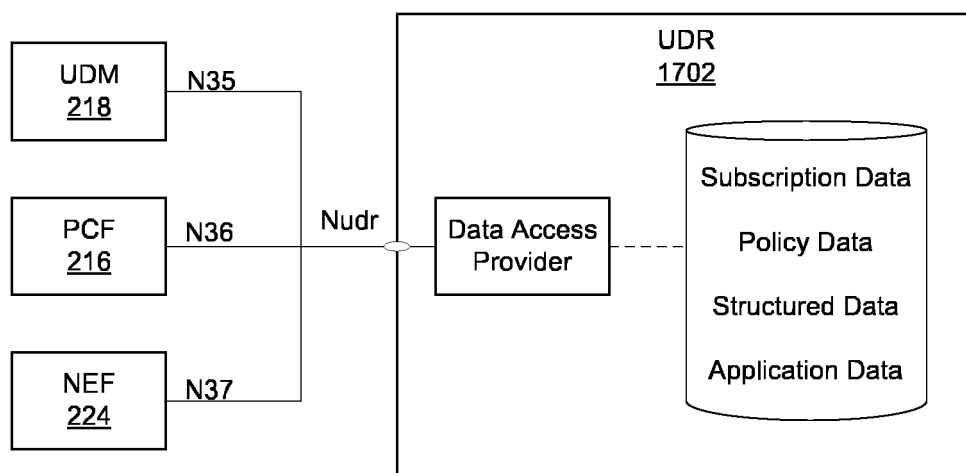 UDM
218
N35
PCF
216
N36
NEF
224
N37
Nudr
UDR
1702
Data Access
Provider
Subscription Data
Policy Data
Structured Data
Application Data